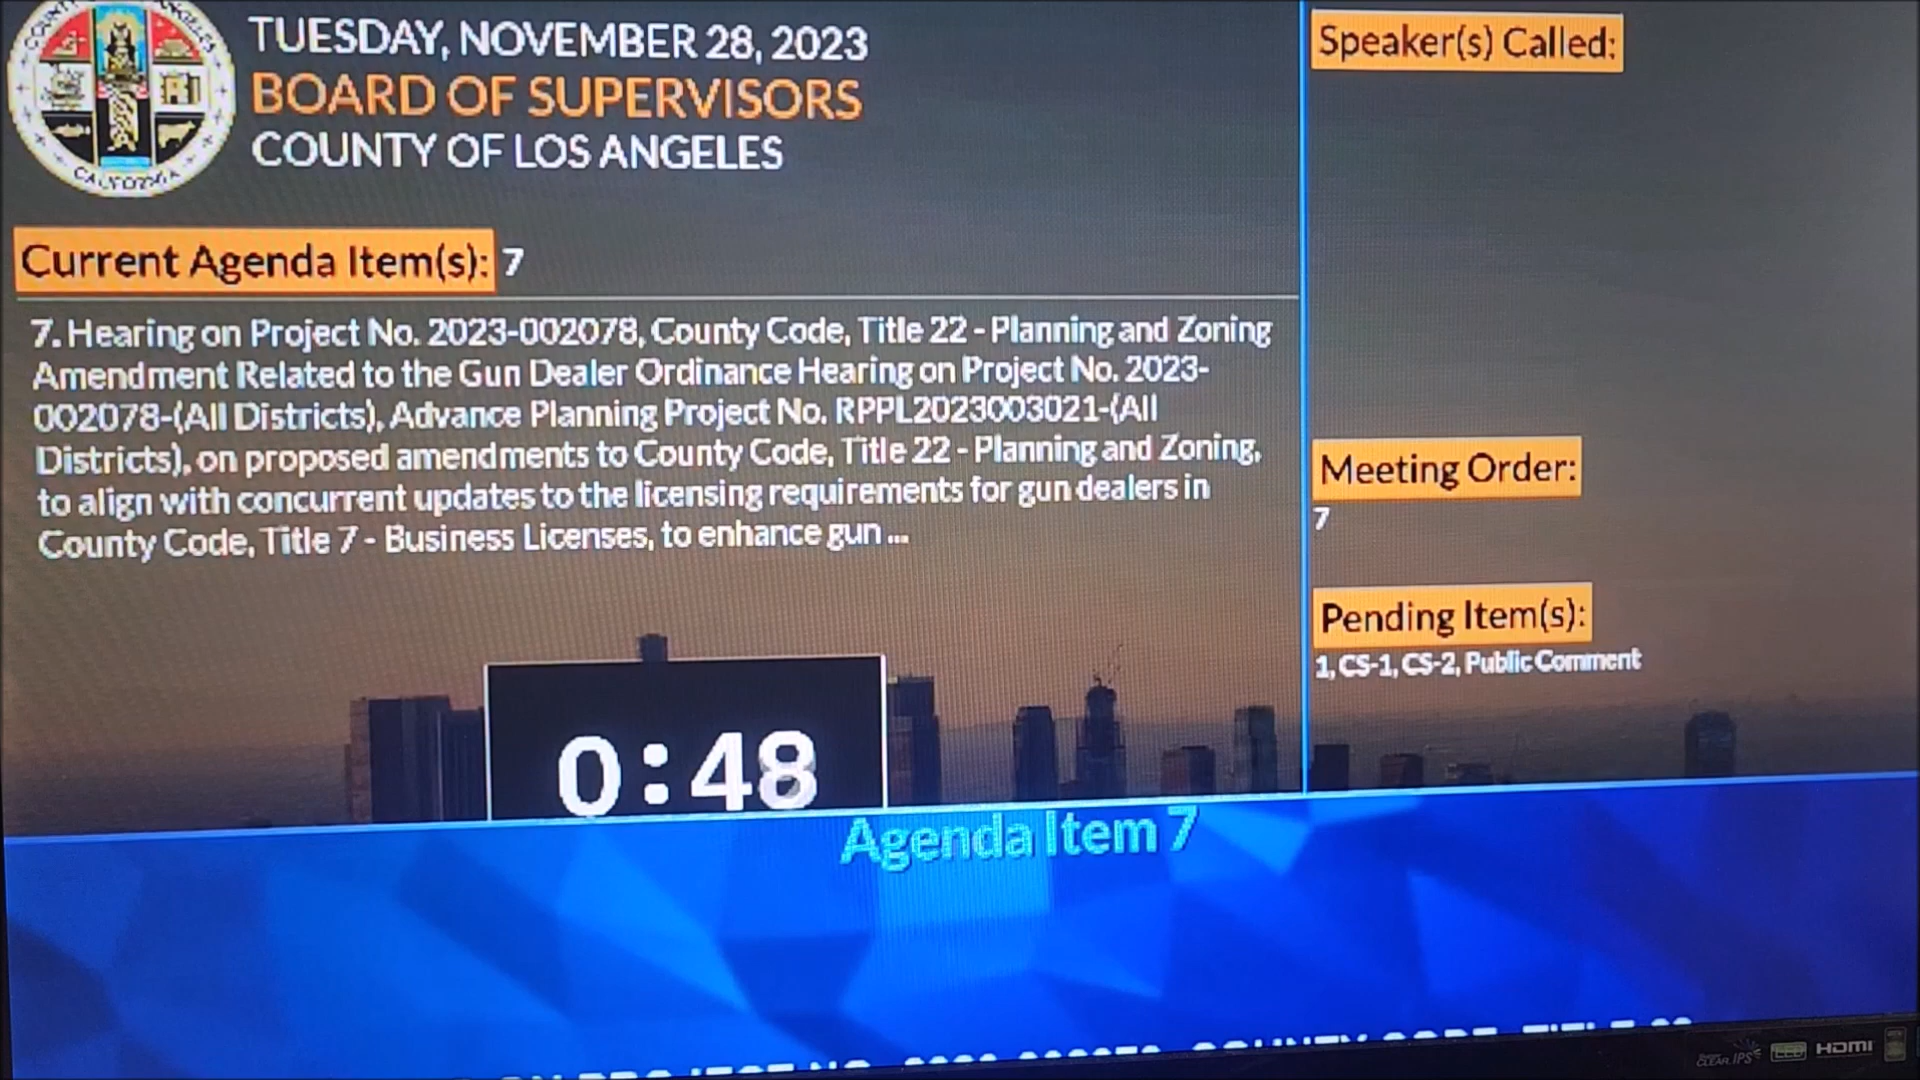 TUESDAY, NOVEMBER 28, 2023
BOARD OF SUPERVISORS
COUNTY OF LOS ANGELES
CALIFORNIA
Current Agenda Item(s): 7
7. Hearing on Project No. 2023-002078, County Code, Title 22 - Planning and Zoning
Amendment Related to the Gun Dealer Ordinance Hearing on Project No. 2023-
002078-(All Districts), Advance Planning Project No. RPPL2023003021-(All
Districts), on proposed amendments to County Code, Title 22 - Planning and Zoning,
to align with concurrent updates to the licensing requirements for gun dealers in
County Code, Title 7 - Business Licenses, to enhance gun ...
0:48
Speaker(s) Called:
Meeting Order:
7
Pending Item(s):
1, CS-1, CS-2, Public Comment
Agenda Item 7
HDMI